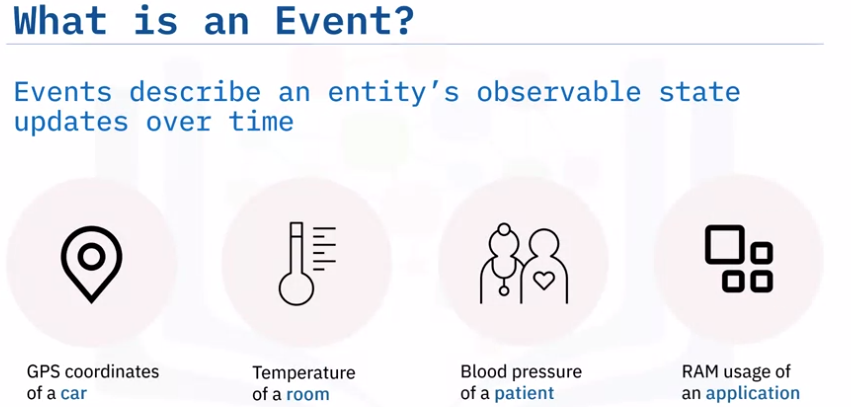 What is an Event?
Events describe an entity’s observable state
updates over time
GPS coordinates
of a car
Temperature
of a room
Blood pressure
of a patient
RAM usage of
an application